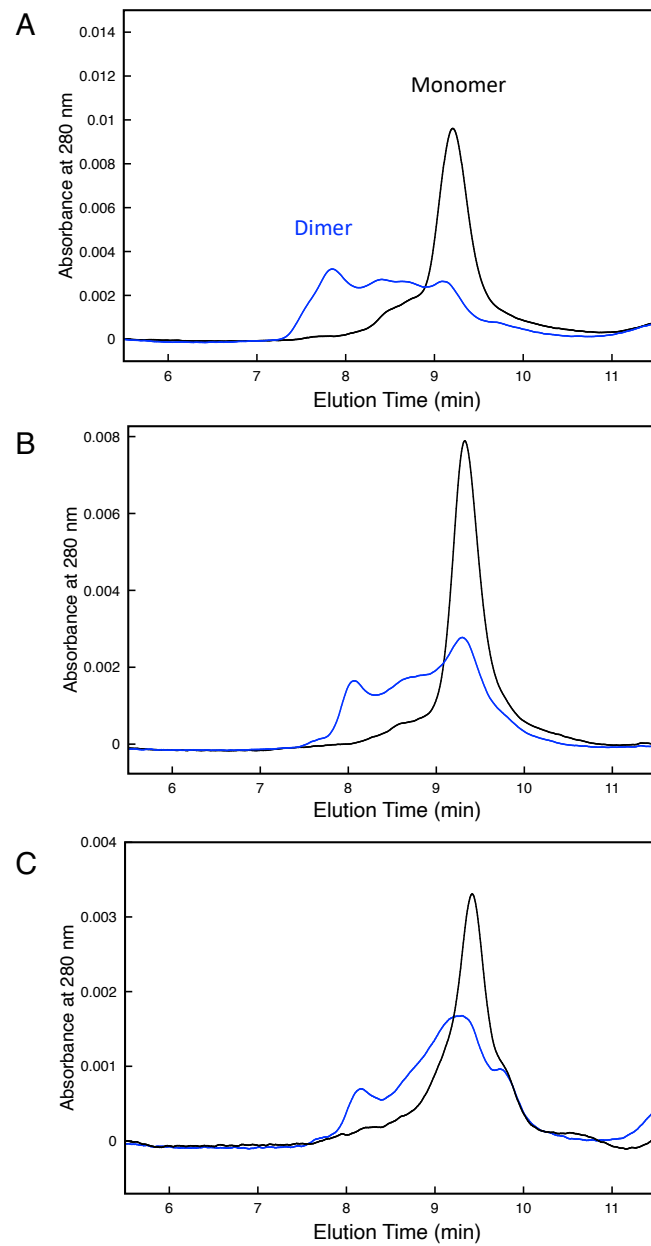 A
0.014
0.012
0.01
0.008
0.006
0.004
0.002
0
Absorbance at 280 nm
Monomer
Dimer
6 7 8 9 10 11
Elution Time (min)
B
0.008
0.006
0.004
0.002
0
Absorbance at 280 nm
6 7 8 9 10 11
Elution Time (min)
C
0.004
0.003
0.002
0.001
0
Absorbance at 280 nm
6 7 8 9 10 11
Elution Time (min)